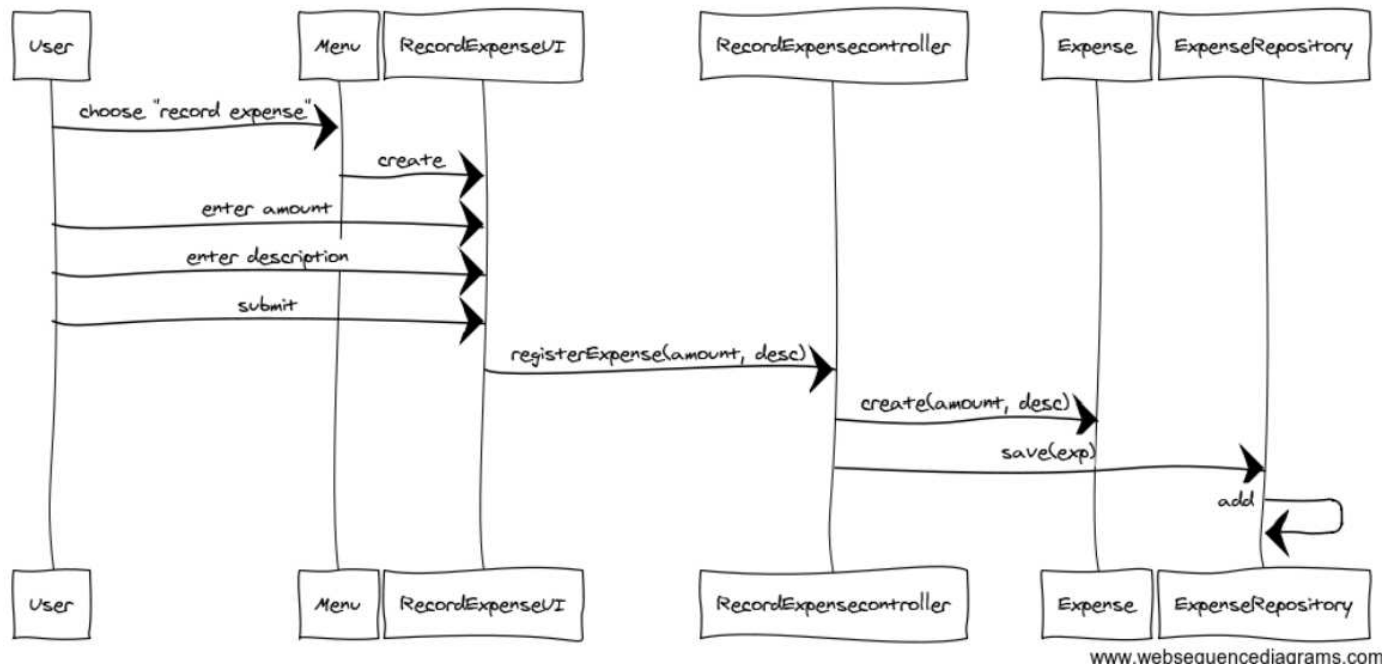 User
Menu
RecordExpenseUI
RecordExpensecontroller
Expense
ExpenseRepository
choose "record expense"
create
enter amount
enter description
submit
registerExpense(amount, desc)
create(amount, desc)
save(exp)
add
User
Menu
RecordExpenseUI
RecordExpensecontroller
Expense
ExpenseRepository
www.websequencediagrams.com